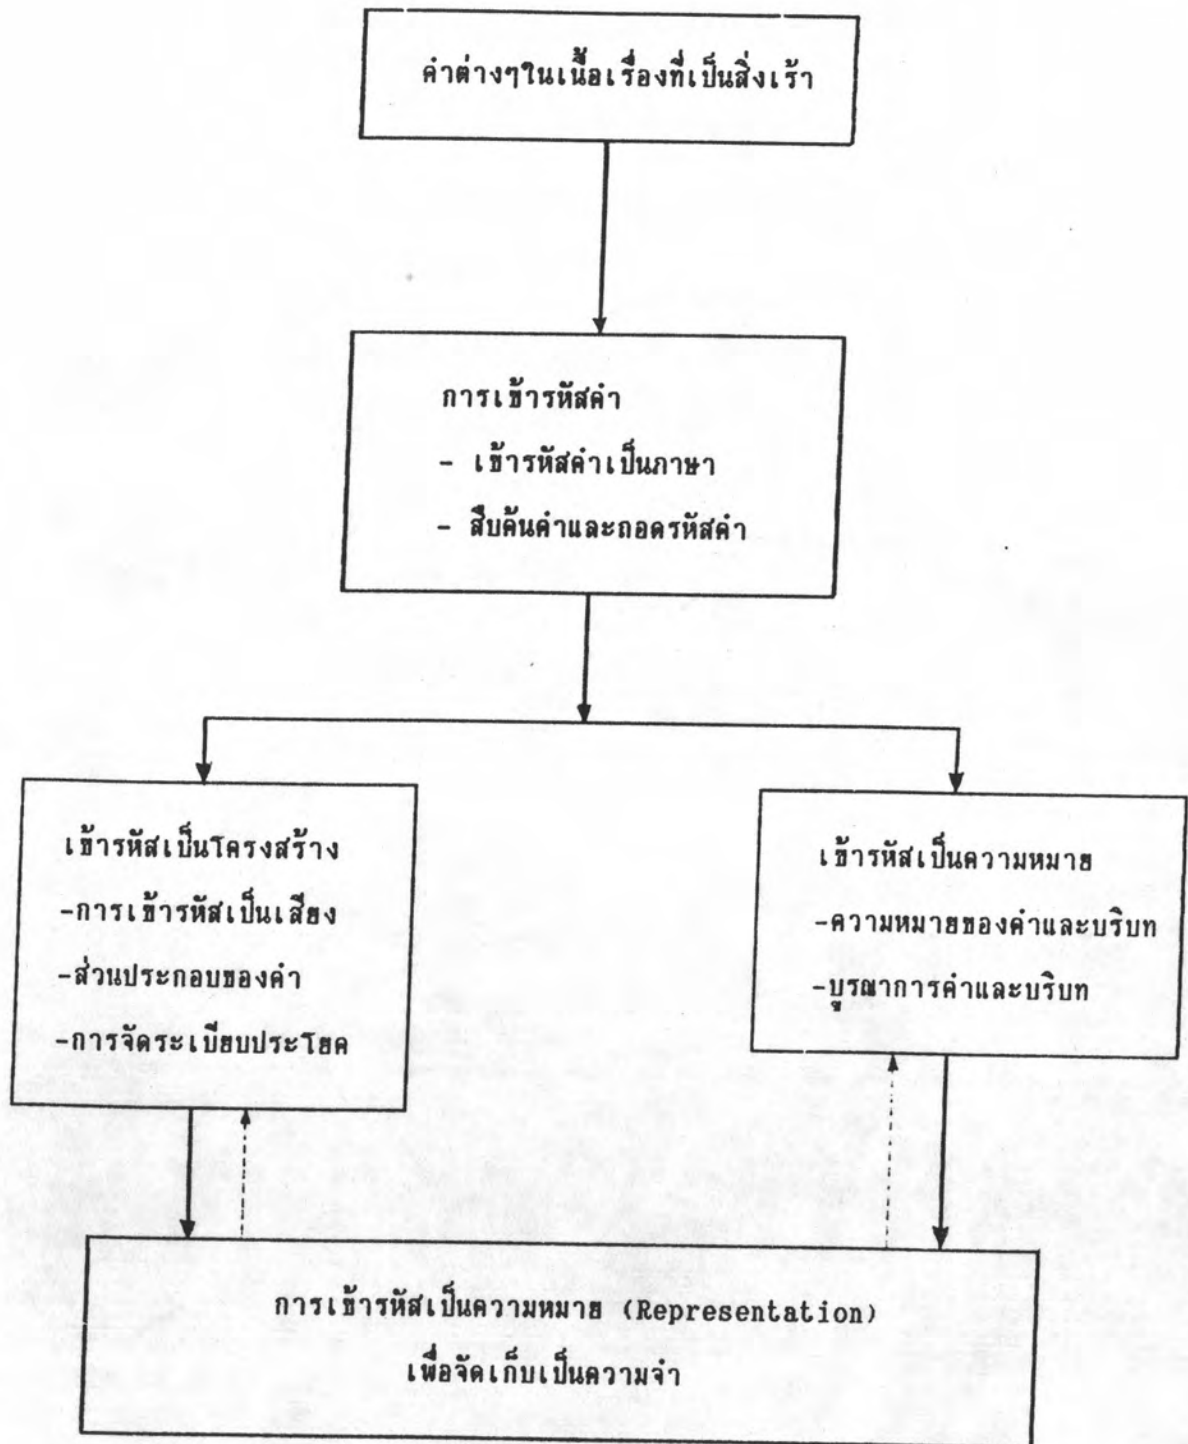 คำต่างๆในเนื้อเรื่องที่เป็นสิ่งเร้า
การเข้ารหัสคำ
- เข้ารหัสคำเป็นภาษา
- สืบค้นคำและถอดรหัสคำ
เข้ารหัสเป็นโครงสร้าง
-การเข้ารหัสเป็นเสียง
-ส่วนประกอบของคำ
-การจัดระเบียบประโยค
เข้ารหัสเป็นความหมาย
-ความหมายของคำและบริบท
-บูรณาการคำและบริบท
การเข้ารหัสเป็นความหมาย (Representation)
เพื่อจัดเก็บเป็นความจำ